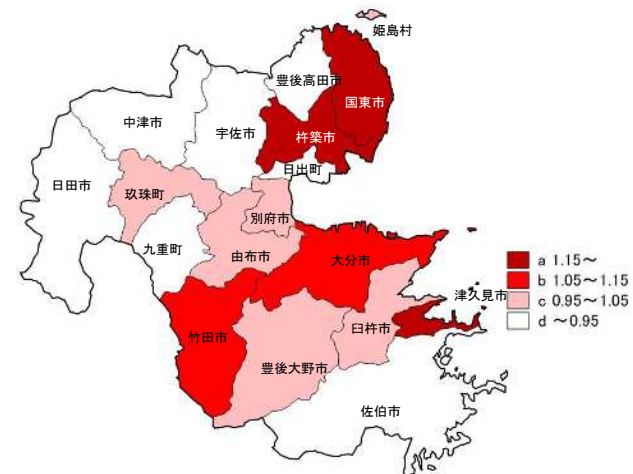 姫島村
豊後高田市
国東市
中津市
宇佐市
杵築市
日出町
日田市
玖珠町
別府市
九重町
由布市
大分市
a 1.15～
b 1.05～1.15
c 0.95～1.05
d ～0.95
津久見市
竹田市
臼杵市
豊後大野市
佐伯市